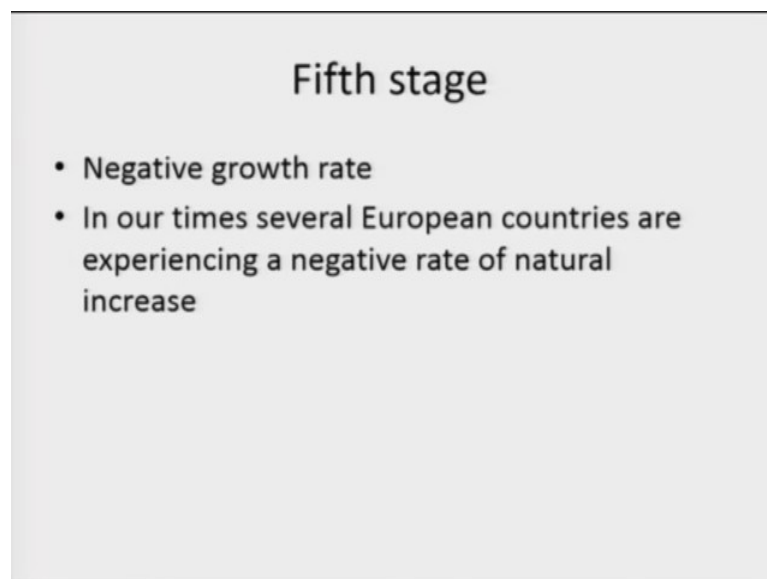 Fifth stage
• Negative growth rate
• In our times several European countries are
experiencing a negative rate of natural
increase